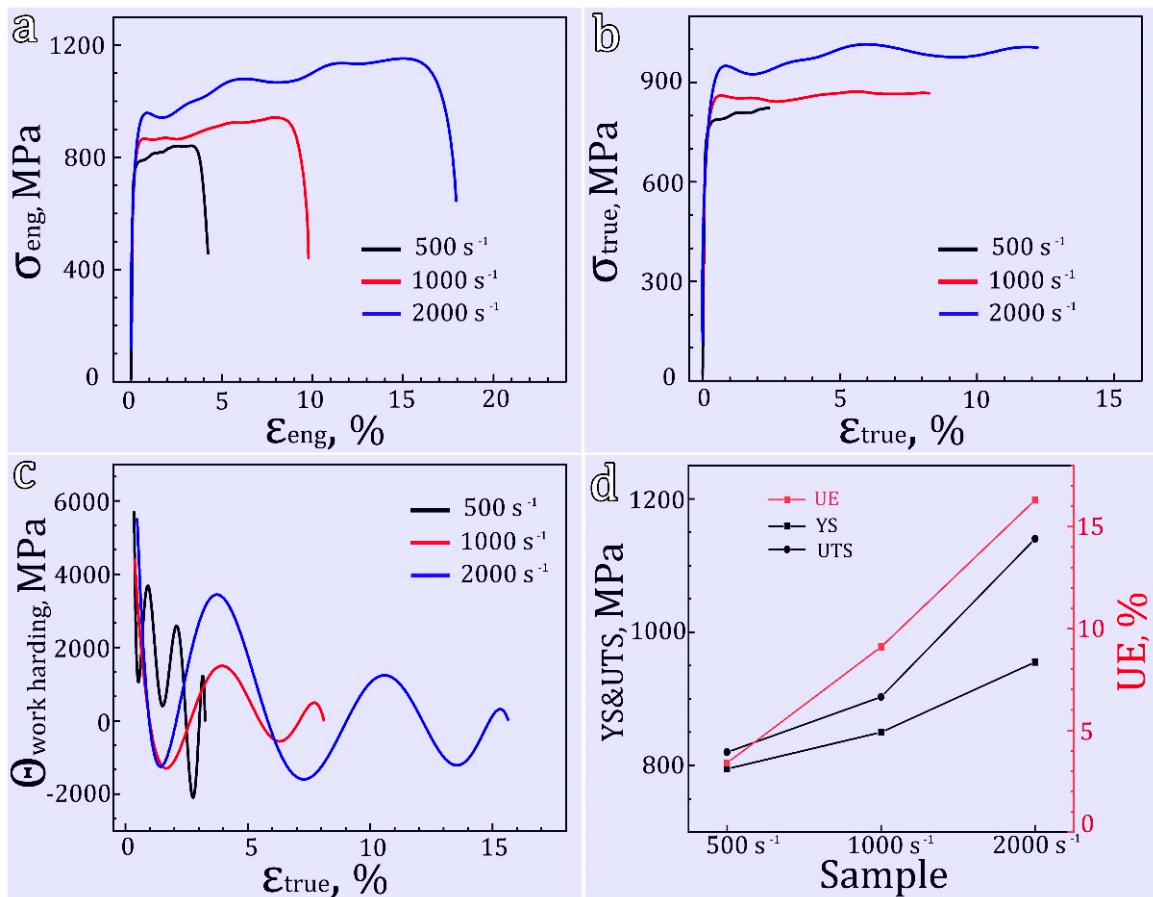 a
1200
800
400
0
σeng, MPa
500 s⁻¹
1000 s⁻¹
2000 s⁻¹
0 5 10 15 20
εeng, %
b
900
600
300
0
σtrue, MPa
500 s⁻¹
1000 s⁻¹
2000 s⁻¹
0 5 10 15
εtrue, %
c
6000
4000
2000
0
-2000
Θwork harding, MPa
500 s⁻¹
1000 s⁻¹
2000 s⁻¹
0 5 10 15
εtrue, %
d
1200
1000
800
YS&UTS, MPa
UE
YS
UTS
15
10
5
0
UE, %
500 s⁻¹ 1000 s⁻¹ 2000 s⁻¹
Sample